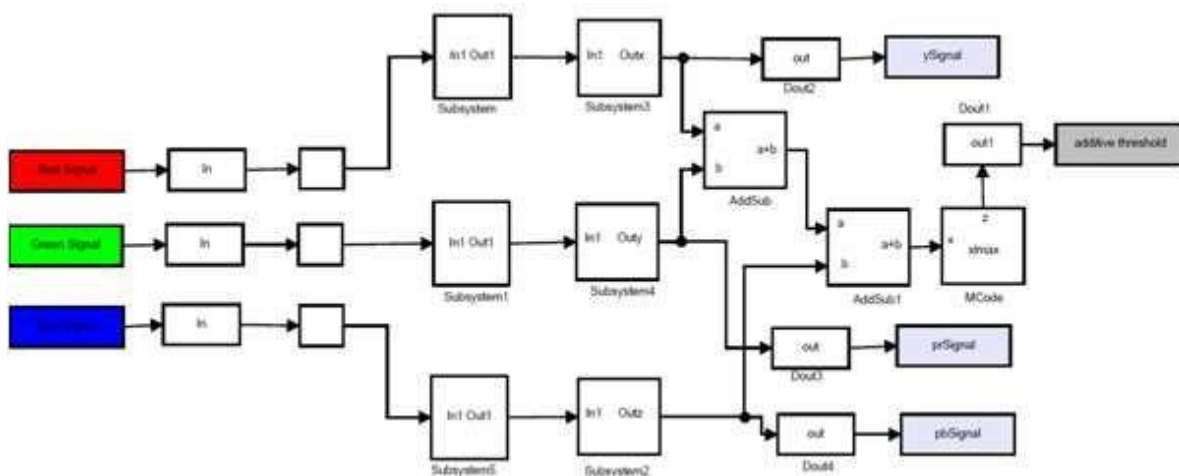 In1 Out1
Subsystem
In1 Outx
Subsystem3
out
Dout2
ySignal
Dout1
out1
additive threshold
Red Signal
In
a
b
a+b
AddSub
Green Signal
In
In1 Out1
Subsystem1
In1 Outy
Subsystem4
a
b
a+b
AddSub1
x
z
xlmax
MCode
In
out
Dout3
prSignal
In1 Out1
Subsystem5
In1 Outz
Subsystem2
out
Dout4
pbSignal